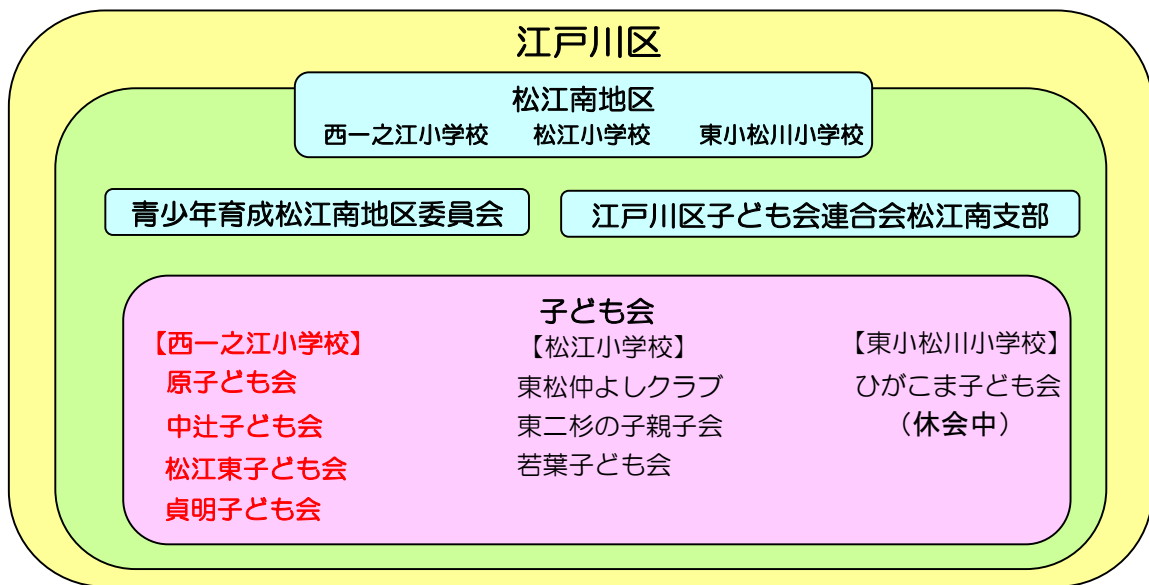 江戸川区
松江南地区
西一之江小学校 松江小学校 東小松川小学校
青少年育成松江南地区委員会
江戸川区子ども会連合会松江南支部
子ども会
【西一之江小学校】
原子ども会
中辻子ども会
松江東子ども会
貞明子ども会
【松江小学校】
東松仲よしクラブ
東二杉の子親子会
若葉子ども会
【東小松川小学校】
ひがこま子ども会
（休会中）